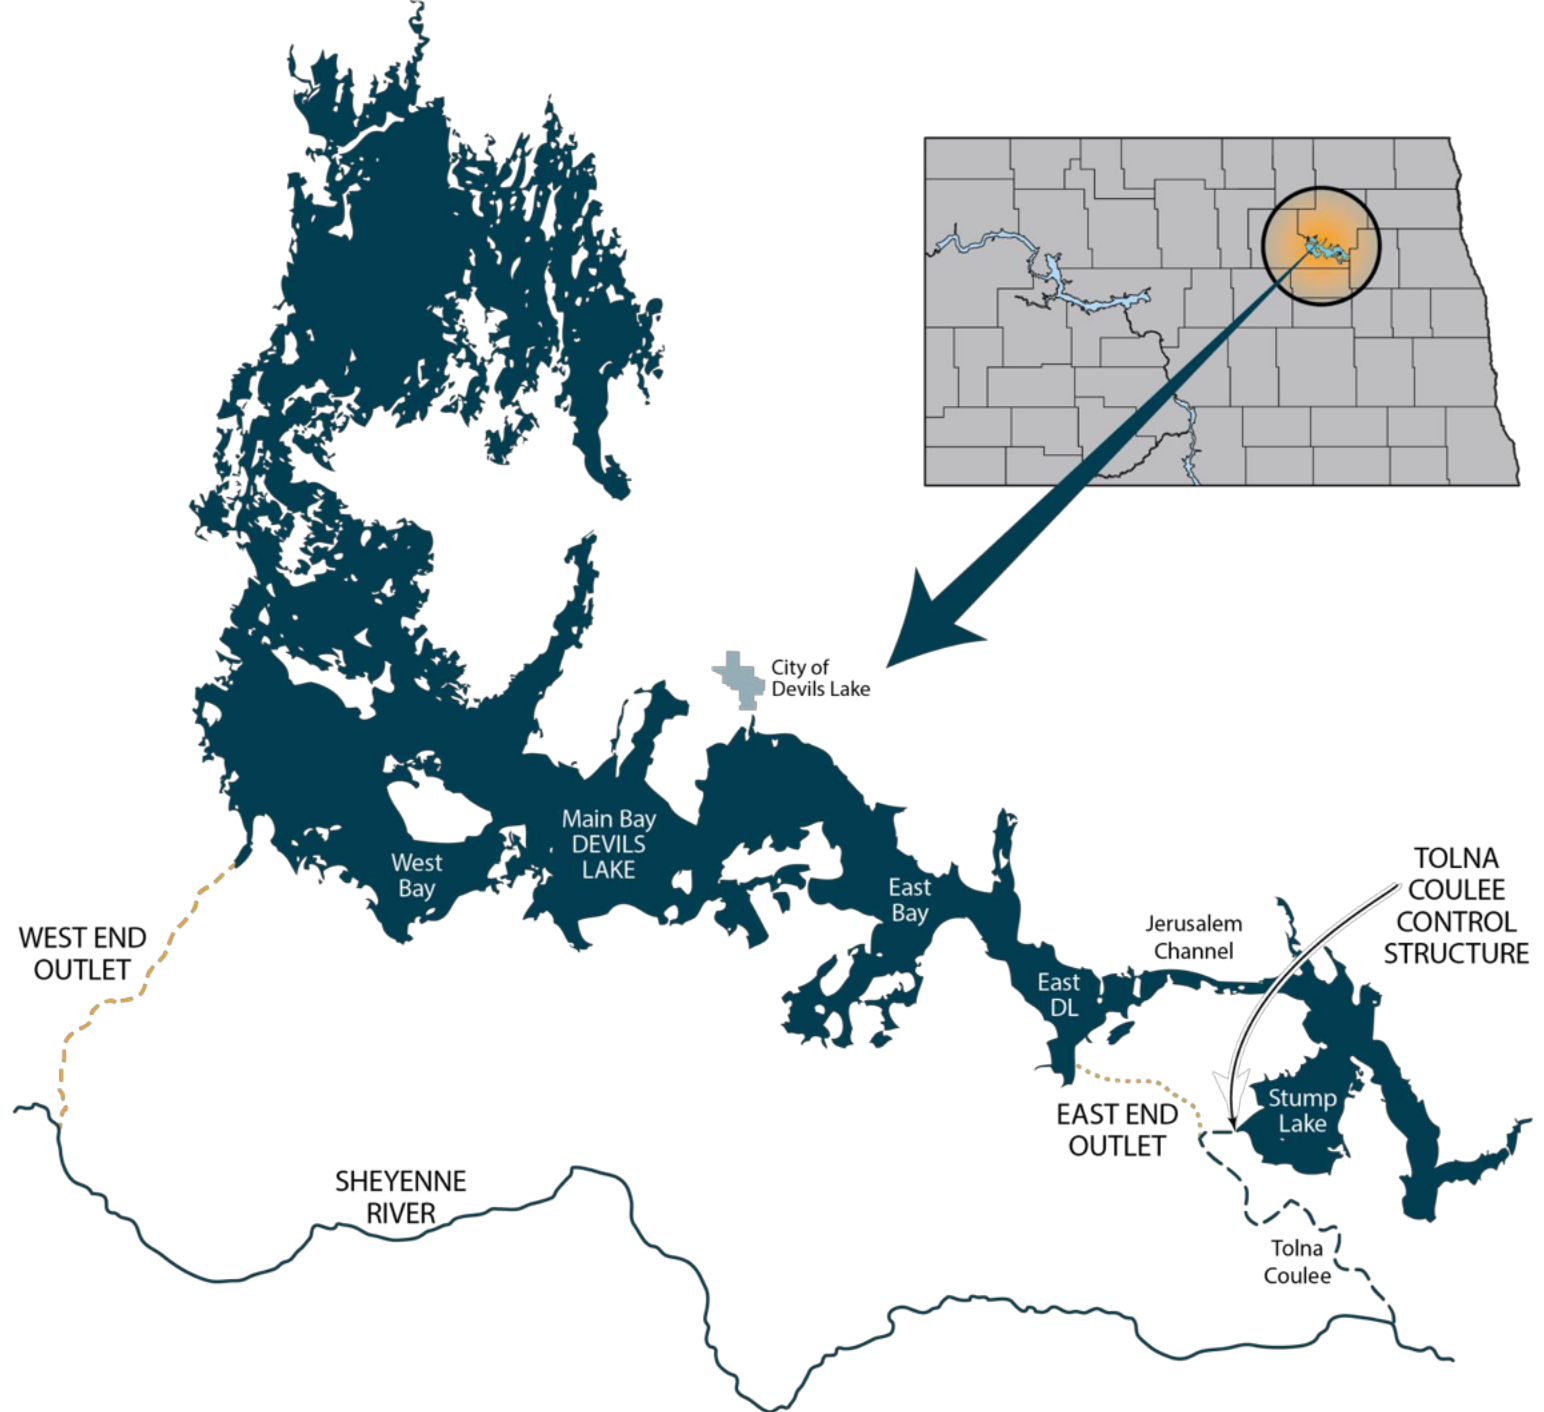 City of
Devils Lake
Main Bay
DEVILS
LAKE
West
Bay
East
Bay
TOLNA
COULEE
CONTROL
STRUCTURE
Jerusalem
Channel
WEST END
OUTLET
East
DL
Stump
Lake
EAST END
OUTLET
SHEYENNE
RIVER
Tolna
Coulee